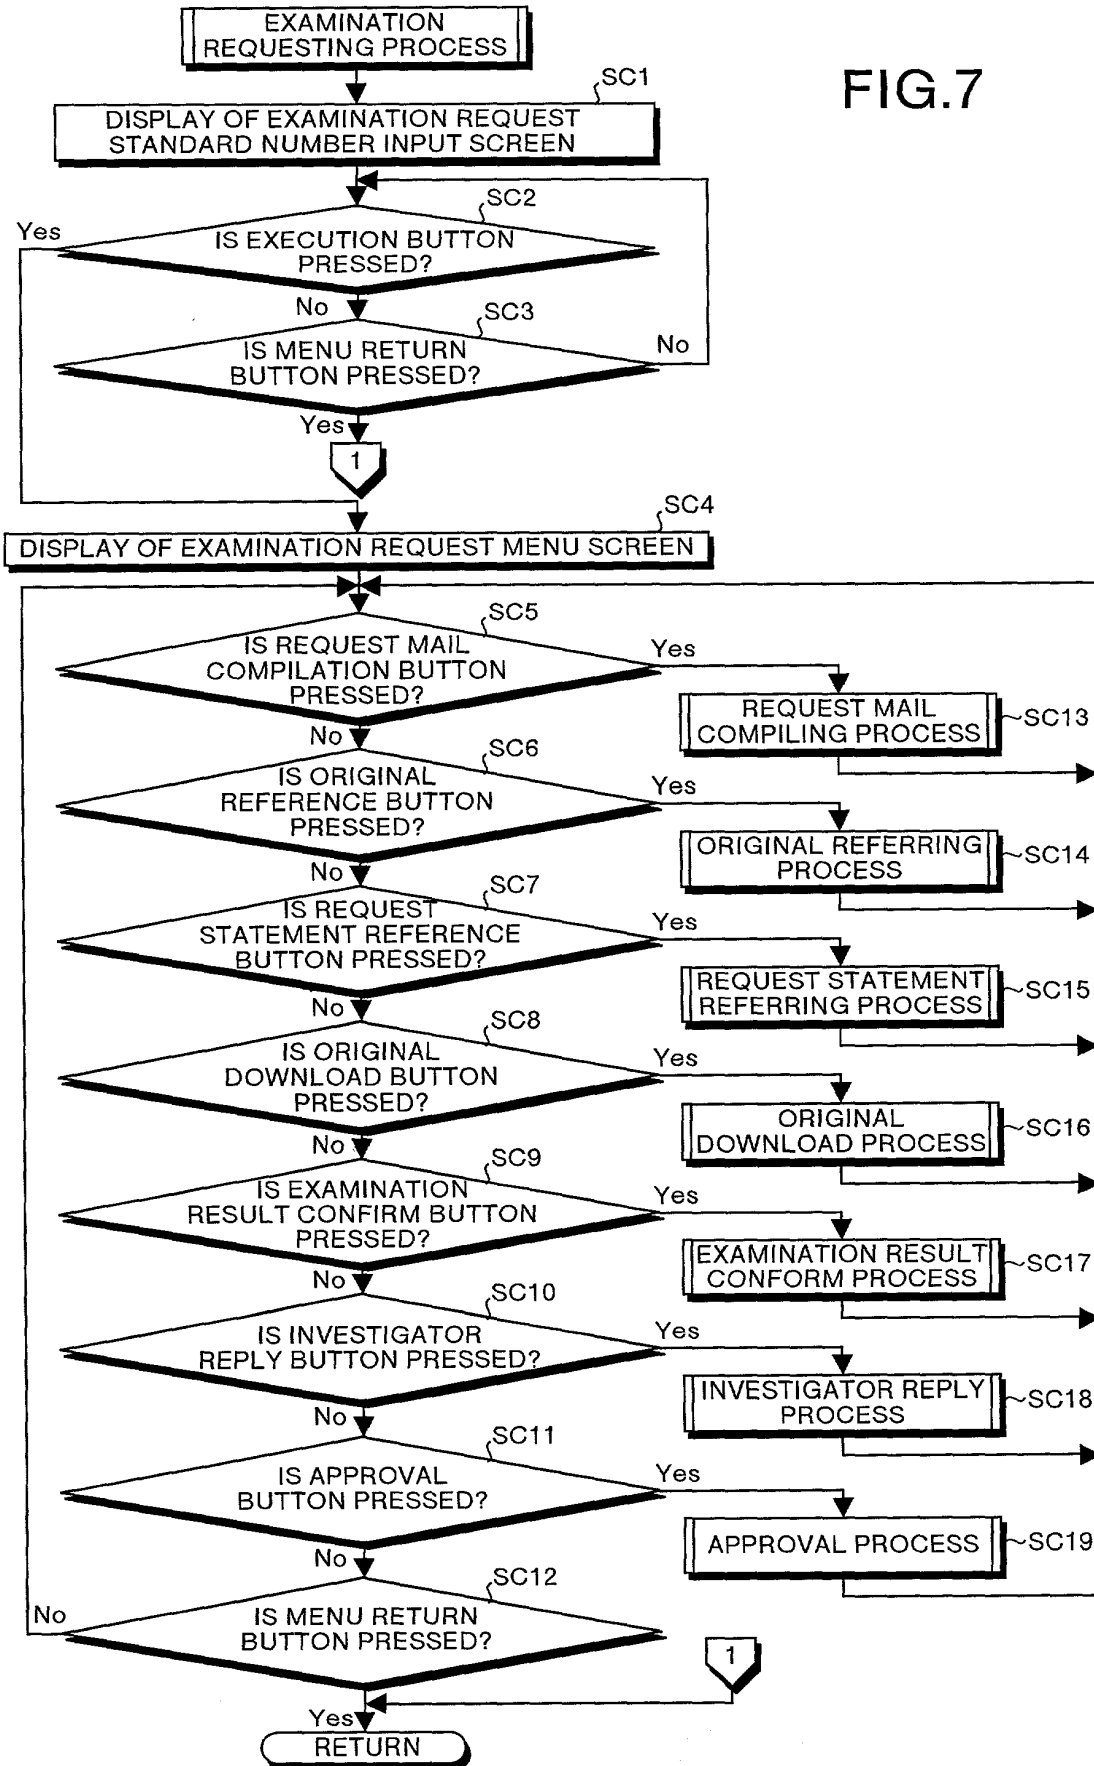 EXAMINATION
REQUESTING PROCESS
FIG.7
SC1
DISPLAY OF EXAMINATION REQUEST
STANDARD NUMBER INPUT SCREEN
SC2
Yes
IS EXECUTION BUTTON
PRESSED?
No
SC3
IS MENU RETURN
BUTTON PRESSED?
No
Yes
1
SC4
DISPLAY OF EXAMINATION REQUEST MENU SCREEN
SC5
IS REQUEST MAIL
COMPILATION BUTTON
PRESSED?
Yes
REQUEST MAIL
COMPILING PROCESS
SC13
No
SC6
IS ORIGINAL
REFERENCE BUTTON
PRESSED?
Yes
ORIGINAL REFERRING
PROCESS
SC14
No
SC7
IS REQUEST
STATEMENT REFERENCE
BUTTON PRESSED?
Yes
REQUEST STATEMENT
REFERRING PROCESS
SC15
No
SC8
IS ORIGINAL
DOWNLOAD BUTTON
PRESSED?
Yes
ORIGINAL
DOWNLOAD PROCESS
SC16
No
SC9
IS EXAMINATION
RESULT CONFIRM BUTTON
PRESSED?
Yes
EXAMINATION RESULT
CONFORM PROCESS
SC17
No
SC10
IS INVESTIGATOR
REPLY BUTTON PRESSED?
Yes
INVESTIGATOR REPLY
PROCESS
SC18
No
SC11
IS APPROVAL
BUTTON PRESSED?
Yes
APPROVAL PROCESS
SC19
No
SC12
No
IS MENU RETURN
BUTTON PRESSED?
1
Yes
RETURN